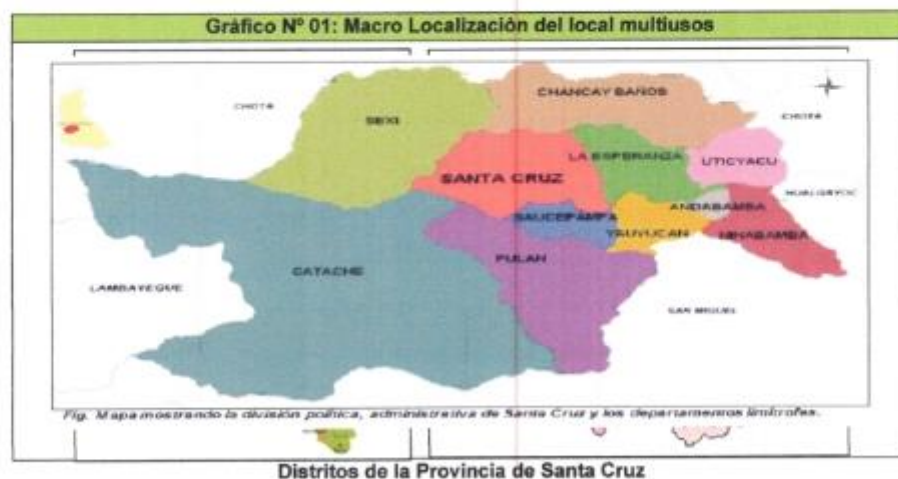 Gráfico Nº 01: Macro Localización del local multiusos
CHOTA
CHANCAY BAÑOS
CHOTA
SEXI
LA ESPERANZA
UTICYACU
SANTA CRUZ
HUALGAYOC
ANDABAMBA
SAUCEPAMPA
YAUYUCAN
NINABAMBA
PULAN
CATACHE
LAMBAYEQUE
SAN MIGUEL
Fig. Mapa mostrando la división política, administrativa de Santa Cruz y los departamentos limítrofes.
Distritos de la Provincia de Santa Cruz